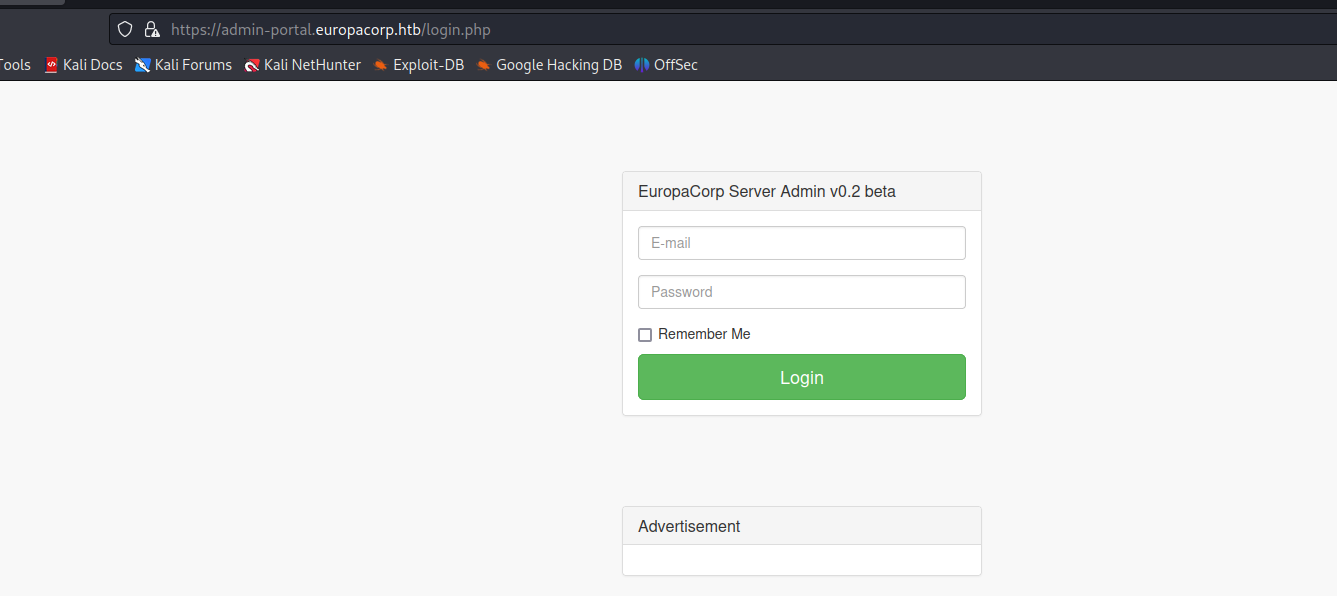 https://admin-portal.europacorp.htb/login.php
Tools Kali Docs Kali Forums Kali NetHunter Exploit-DB Google Hacking DB OffSec
EuropaCorp Server Admin v0.2 beta
E-mail
Password
Remember Me
Login
Advertisement